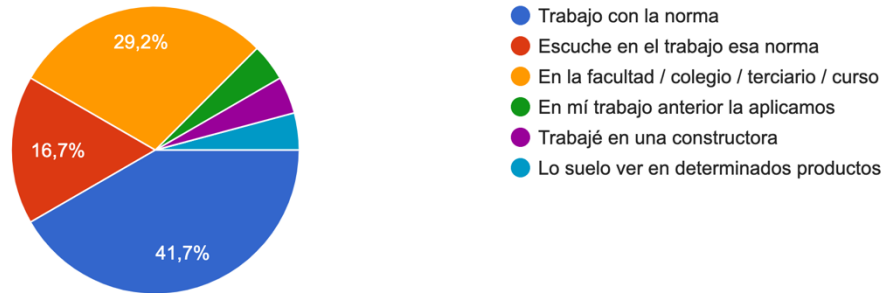 29,2%
16,7%
41,7%
Trabajo con la norma
Escuche en el trabajo esa norma
En la facultad / colegio / terciario / curso
En mí trabajo anterior la aplicamos
Trabajé en una constructora
Lo suelo ver en determinados productos